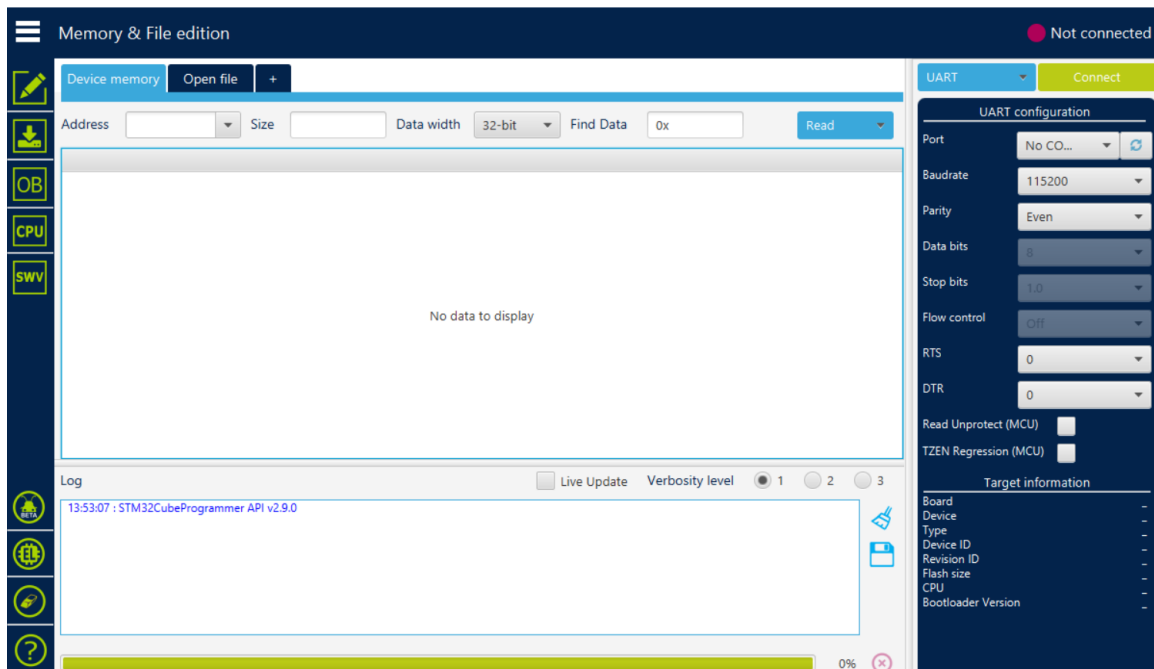 Memory & File edition
Not connected
Device memory
Open file
+
UART
Connect
Address
Size
Data width
32-bit
Find Data
0x
Read
OB
CPU
SWV
No data to display
UART configuration
Port
No CO...
Baudrate
115200
Parity
Even
Data bits
8
Stop bits
1.0
Flow control
Off
RTS
0
DTR
0
Read Unprotect (MCU)
TZEN Regression (MCU)
Log
Live Update
Verbosity level
1
2
3
13:53:07 : STM32CubeProgrammer API v2.9.0
Target information
Board –
Device –
Type –
Device ID –
Revision ID –
Flash size –
CPU –
Bootloader Version –
BETA
EL
?
0%